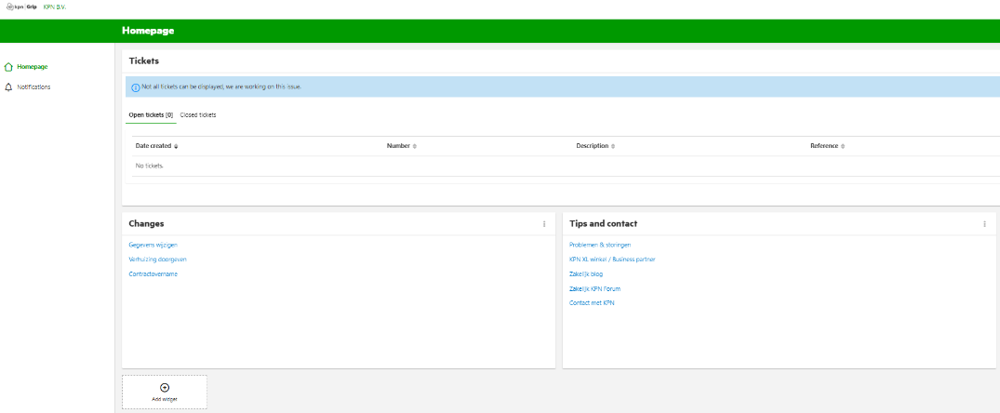 kpn Grip KPN B.V.
Homepage
Homepage
Notifications
Tickets
Not all tickets can be displayed, we are working on this issue.
Open tickets [0] Closed tickets
Date created Number Description Reference
No tickets.
Changes
Gegevens wijzigen
Verhuizing doorgeven
Contractovername
Tips and contact
Problemen & storingen
KPN XL winkel / Business partner
Zakelijk blog
Zakelijk KPN Forum
Contact met KPN
Add widget